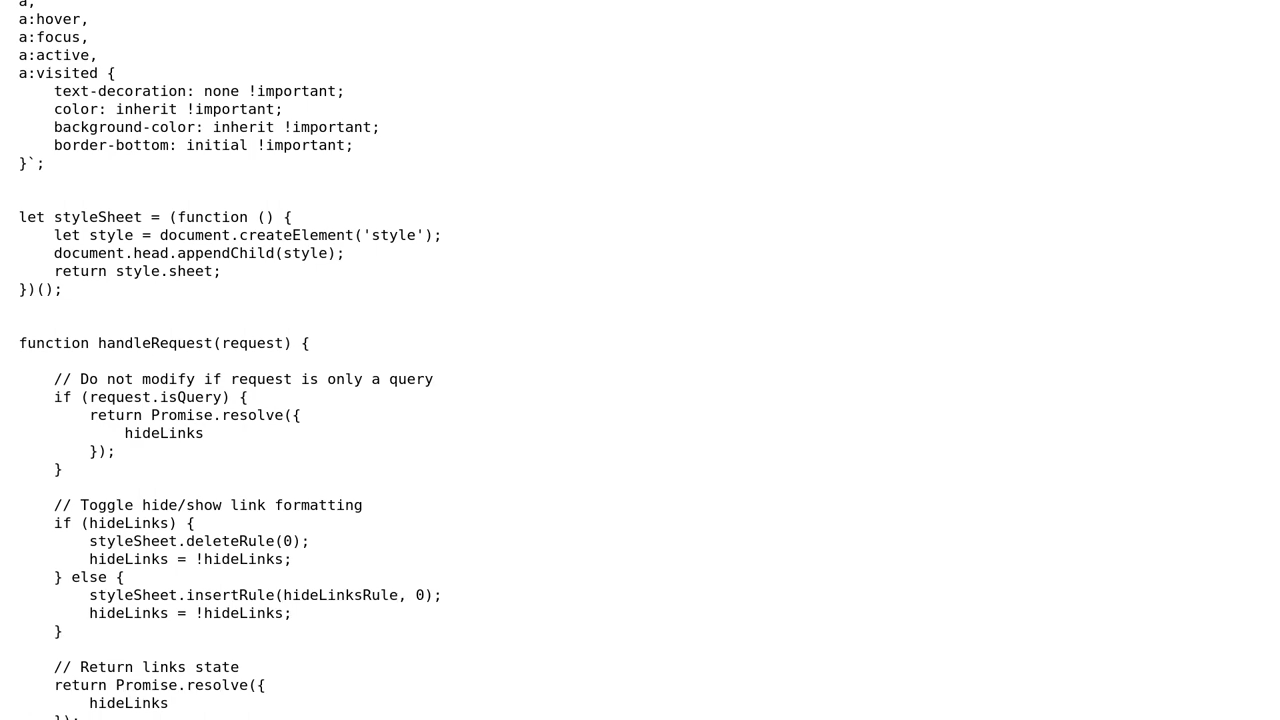 a,
a:hover,
a:focus,
a:active,
a:visited {
    text-decoration: none !important;
    color: inherit !important;
    background-color: inherit !important;
    border-bottom: initial !important;
}`;


let styleSheet = (function () {
    let style = document.createElement('style');
    document.head.appendChild(style);
    return style.sheet;
})();


function handleRequest(request) {

    // Do not modify if request is only a query
    if (request.isQuery) {
        return Promise.resolve({
            hideLinks
        });
    }

    // Toggle hide/show link formatting
    if (hideLinks) {
        styleSheet.deleteRule(0);
        hideLinks = !hideLinks;
    } else {
        styleSheet.insertRule(hideLinksRule, 0);
        hideLinks = !hideLinks;
    }

    // Return links state
    return Promise.resolve({
        hideLinks
    });